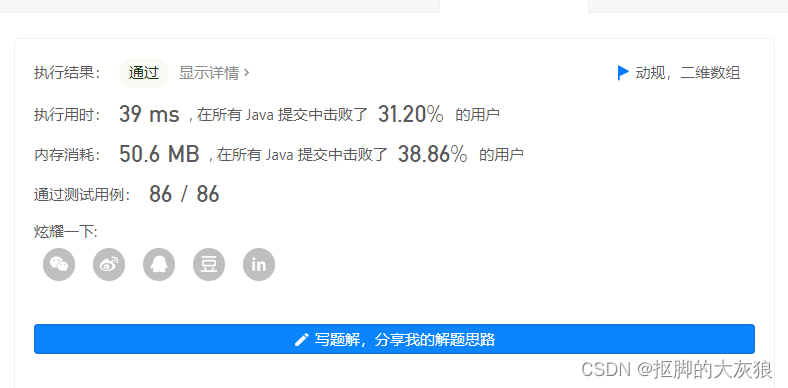 执行结果： 通过 显示详情 > 动规，二维数组
执行用时： 39 ms , 在所有 Java 提交中击败了 31.20% 的用户
内存消耗： 50.6 MB , 在所有 Java 提交中击败了 38.86% 的用户
通过测试用例： 86 / 86
炫耀一下:
豆 in
写题解，分享我的解题思路
CSDN @抠脚的大灰狼